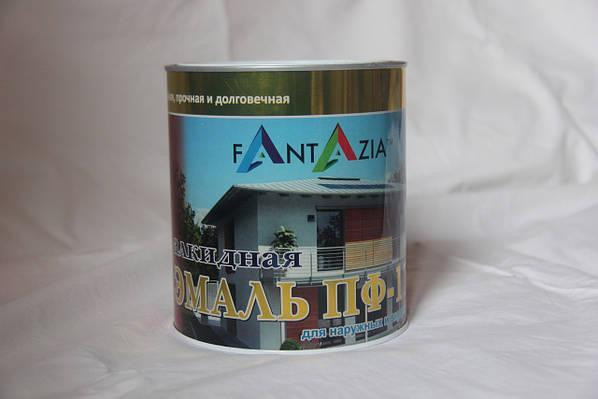 прочная и долговечная
FANTAZIA
ЭМАЛЬ ПФ-1
для наружных